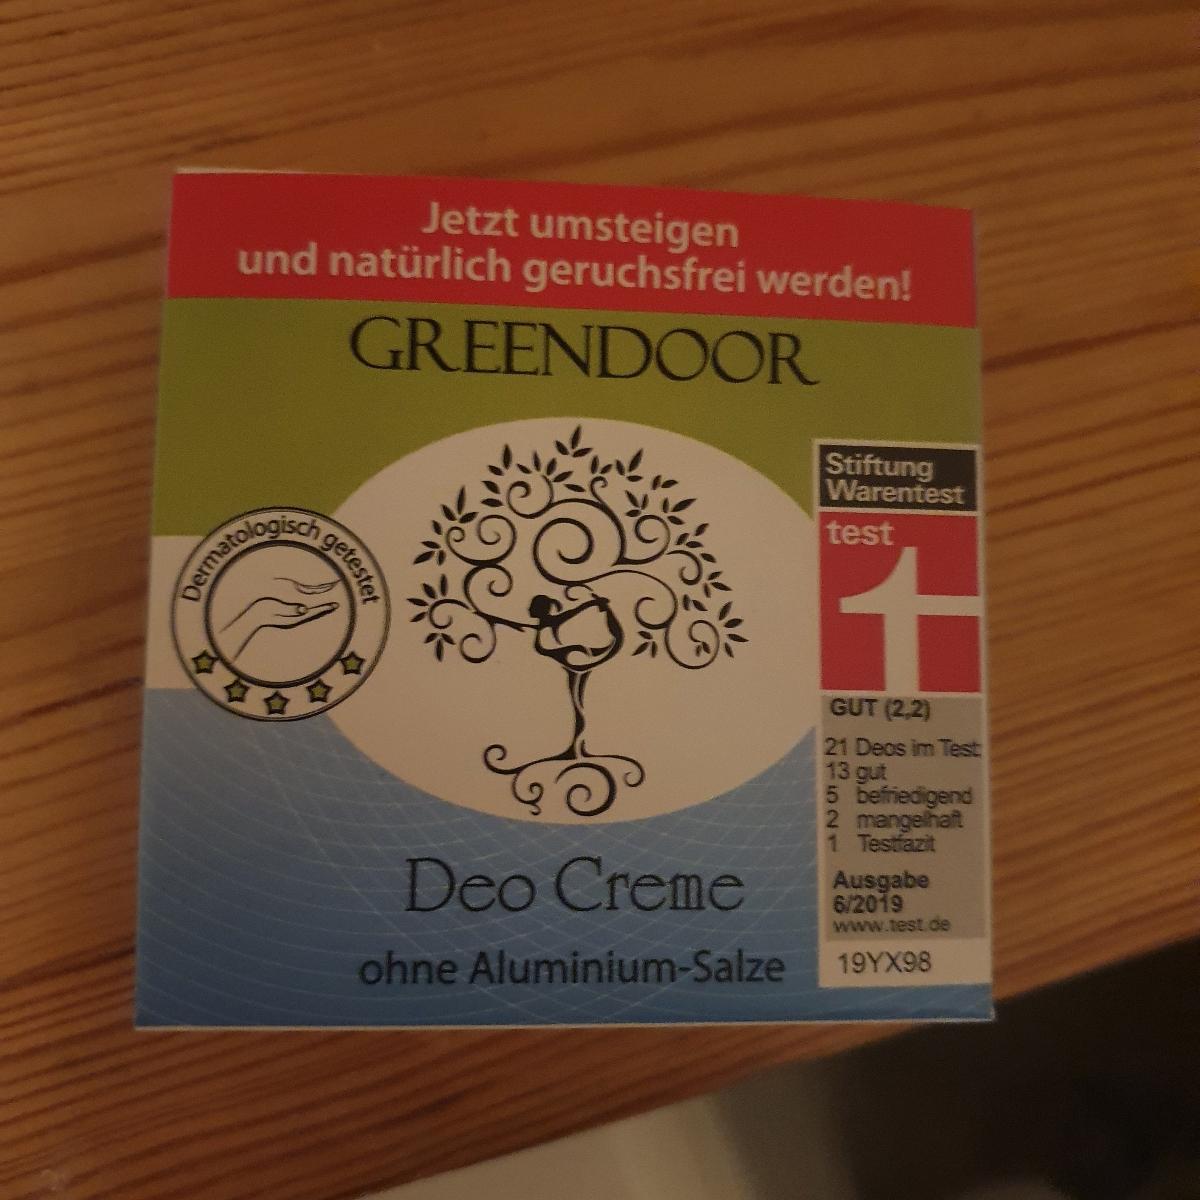 Jetzt umsteigen
und natürlich geruchsfrei werden!
GREENDOOR
Dermatologisch getestet
Stiftung
Warentest
test
GUT (2,2)
21 Deos im Test:
13 gut
5 befriedigend
2 mangelhaft
1 Testfazit
Ausgabe
6/2019
www.test.de
19YX98
Deo Creme
ohne Aluminium-Salze